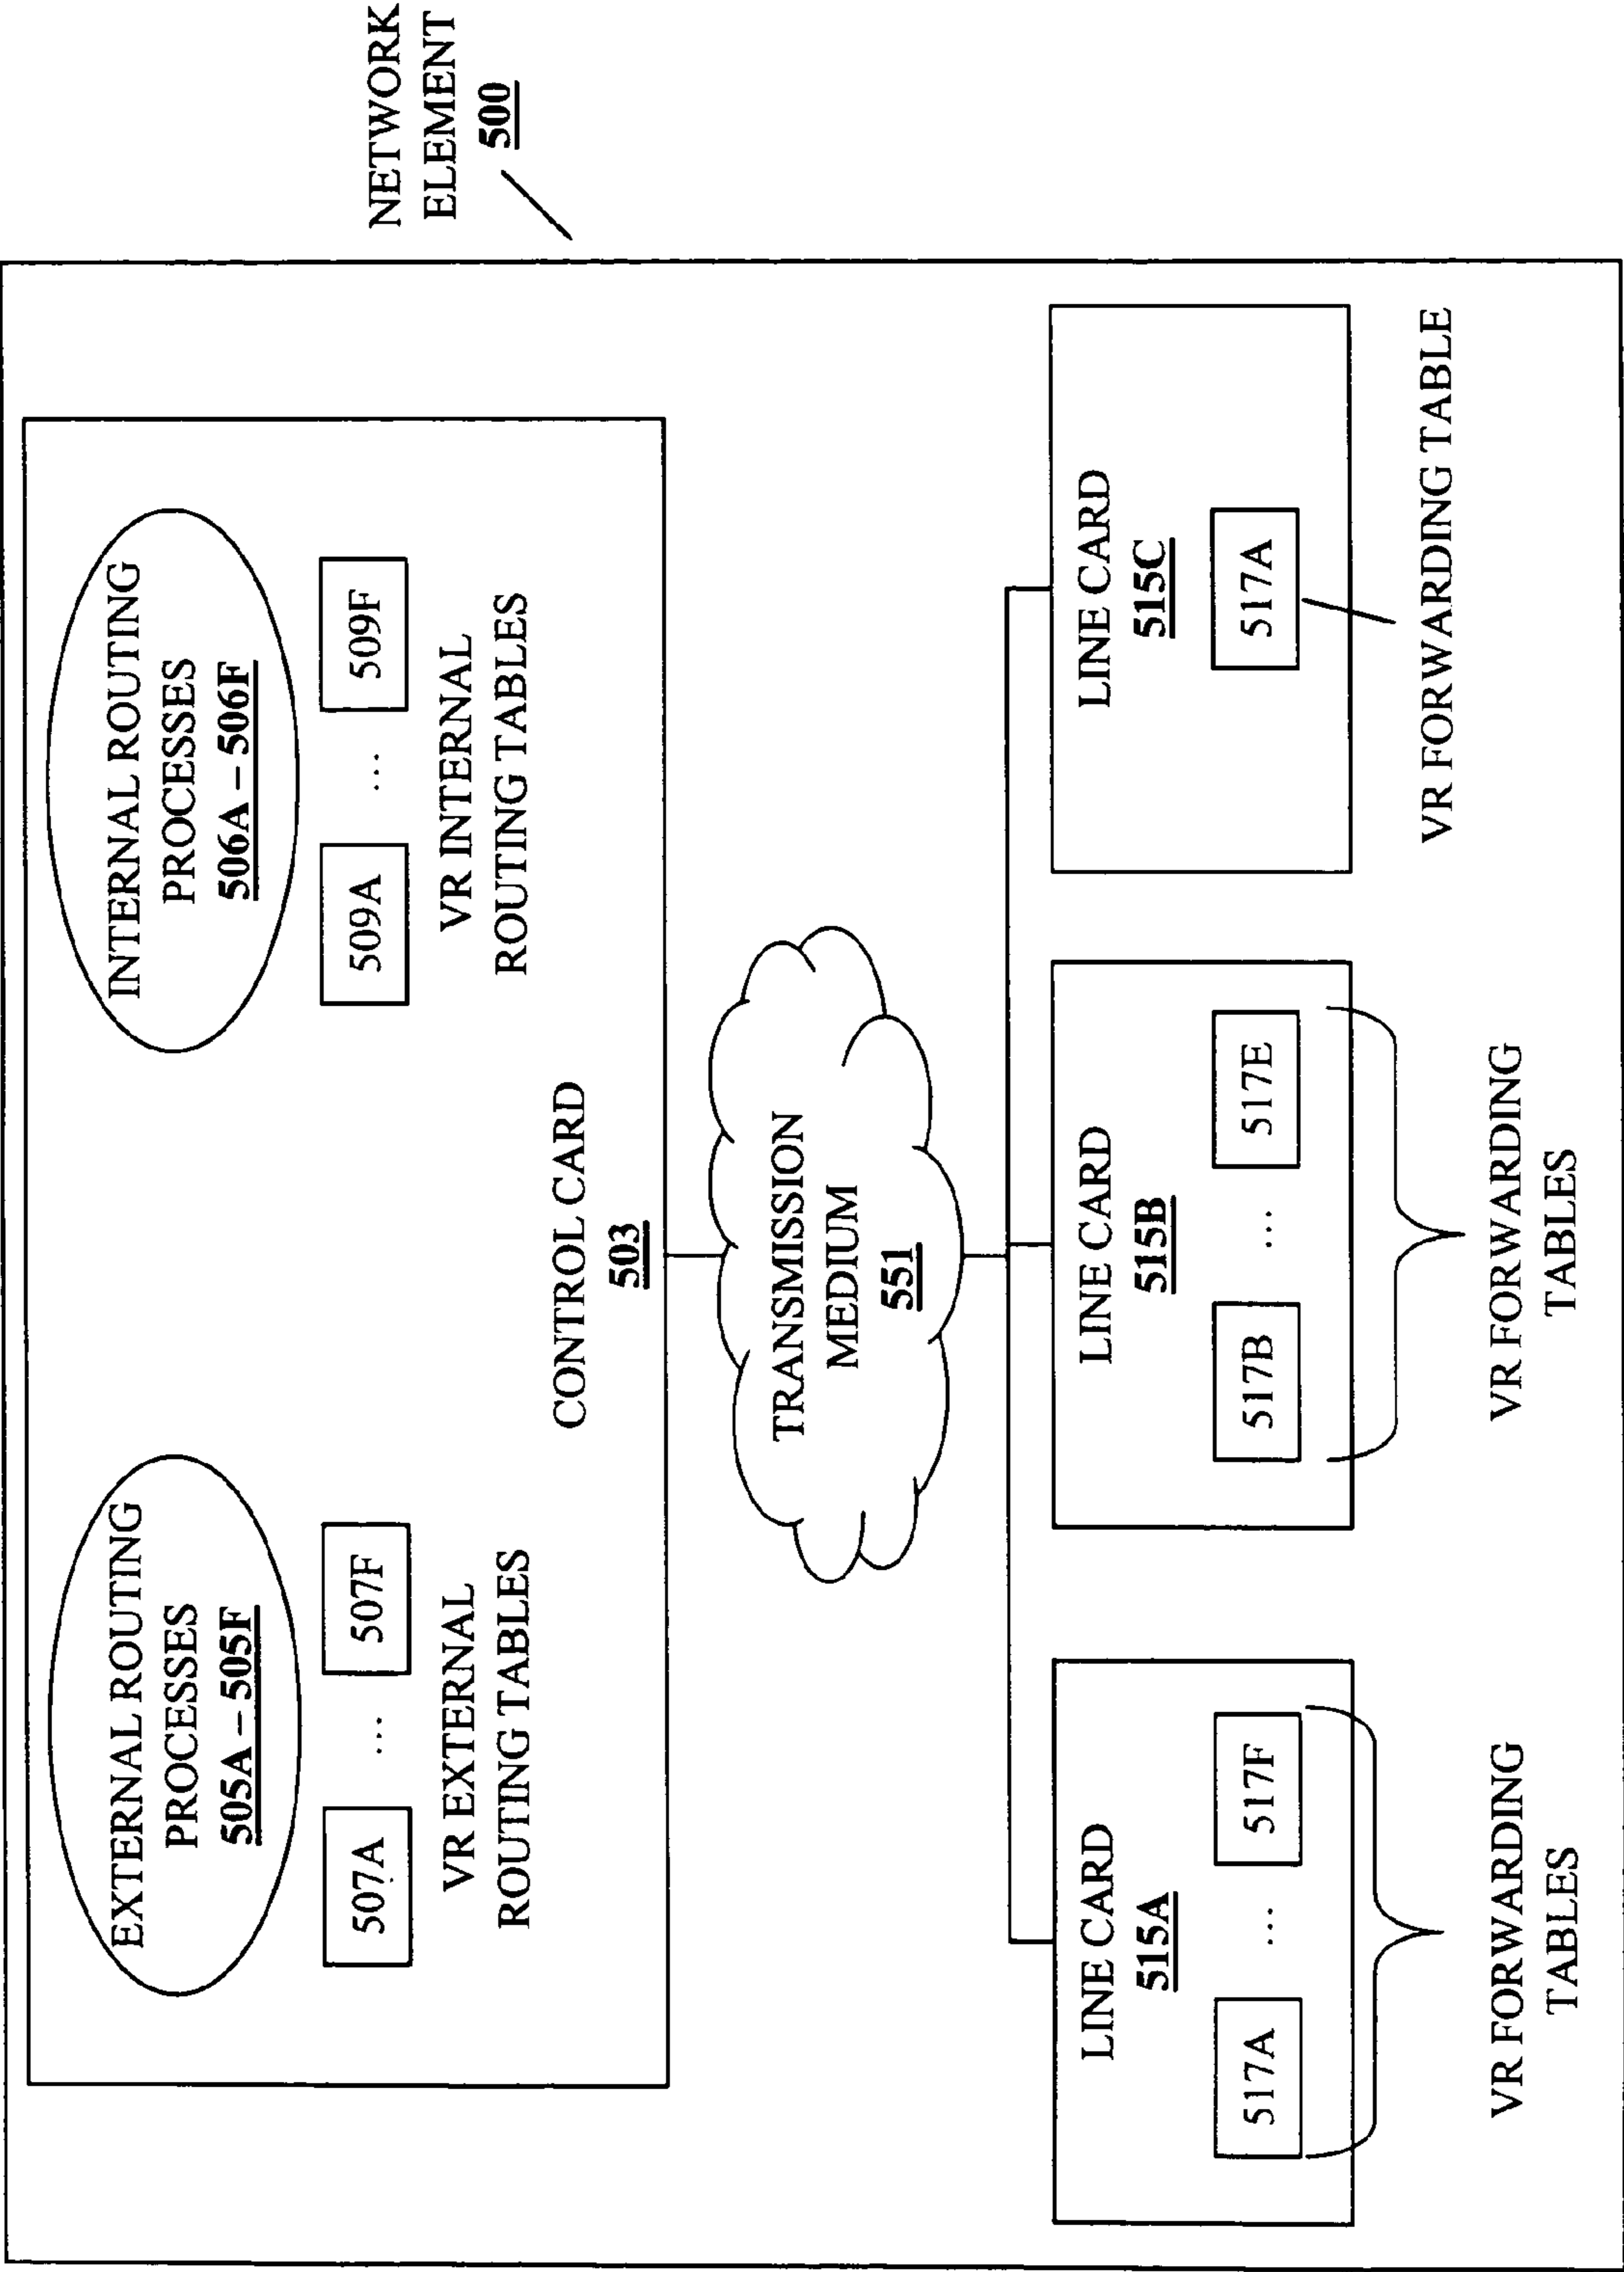 NETWORK
ELEMENT
500
EXTERNAL ROUTING
PROCESSES
505A – 505F
507A
...
507F
VR EXTERNAL
ROUTING TABLES
INTERNAL ROUTING
PROCESSES
506A – 506F
509A
...
509F
VR INTERNAL
ROUTING TABLES
CONTROL CARD
503
TRANSMISSION
MEDIUM
551
LINE CARD
515A
517A
...
517F
VR FORWARDING
TABLES
LINE CARD
515B
517B
...
517E
VR FORWARDING
TABLES
LINE CARD
515C
517A
VR FORWARDING TABLE